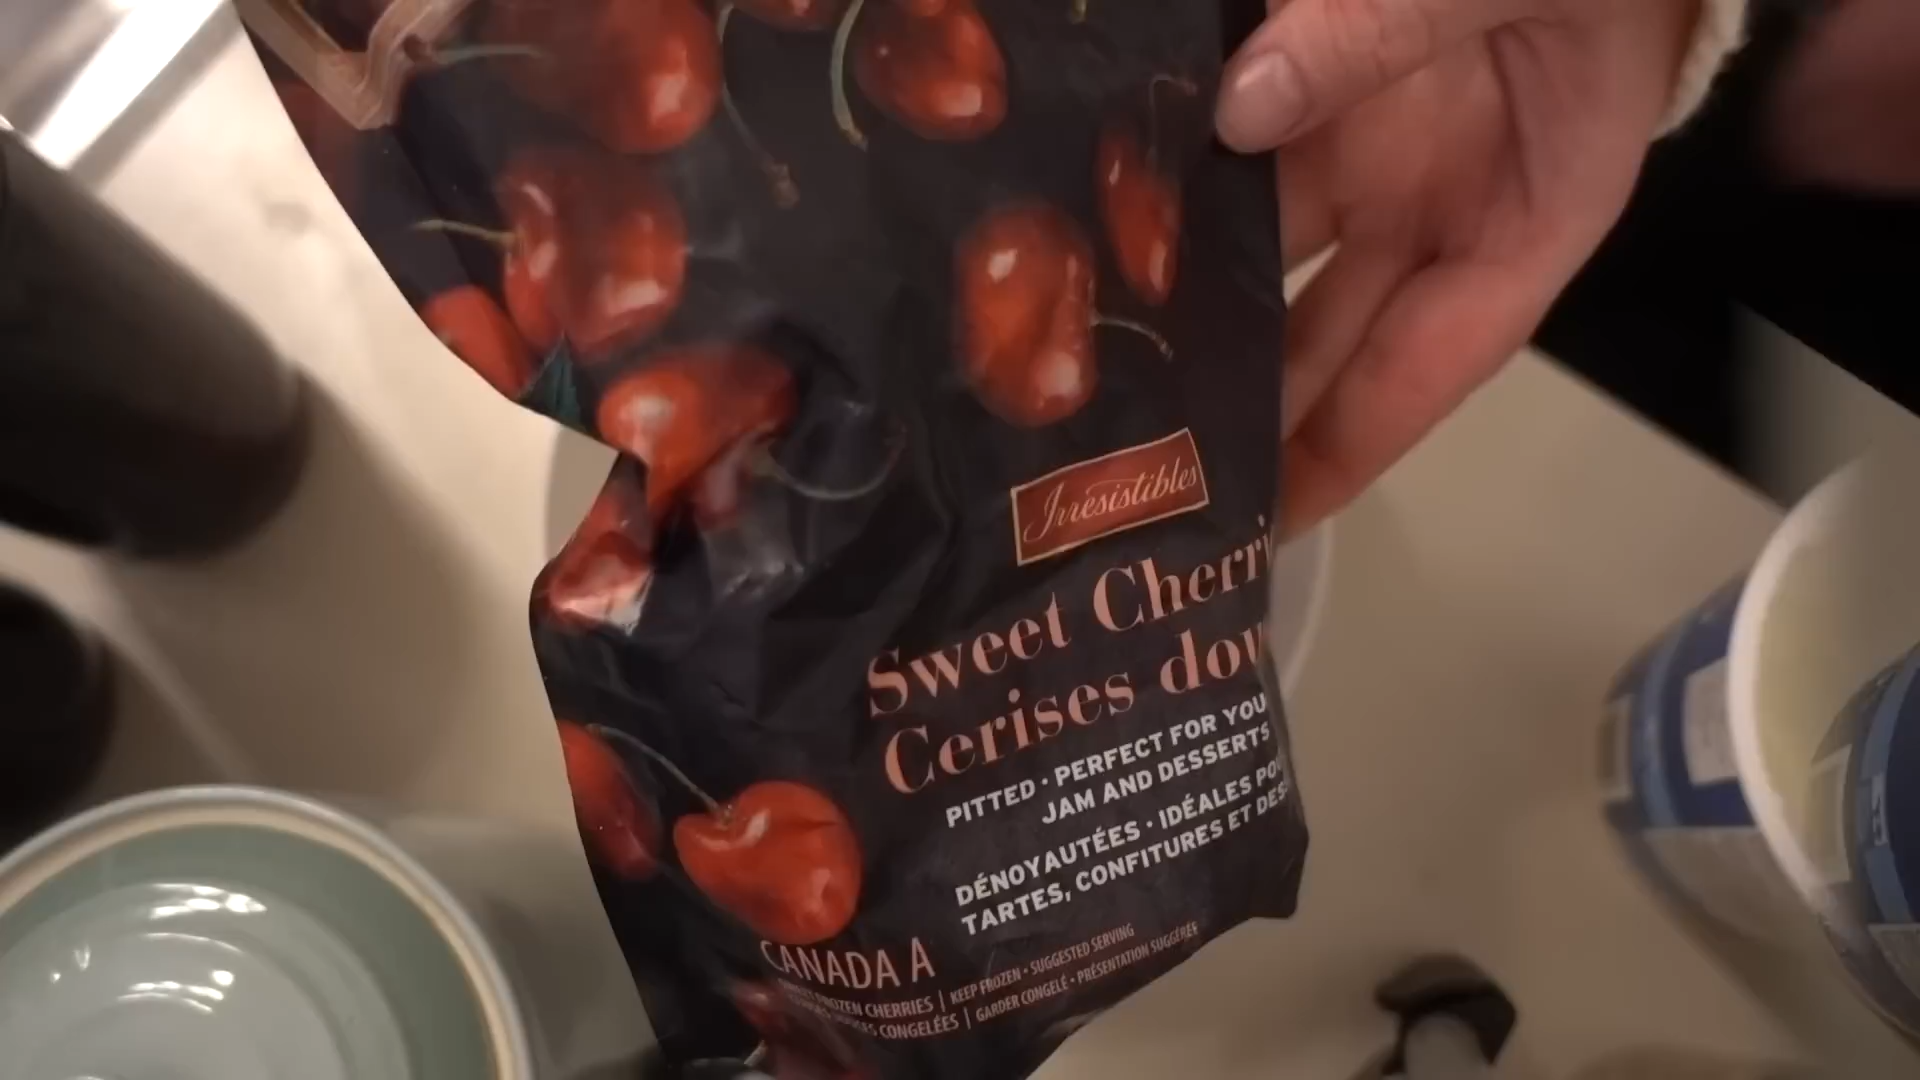 Irresistibles
Sweet Cherri
Cerises dou
PITTED · PERFECT FOR YOU
JAM AND DESSERTS
DÉNOYAUTÉES · IDÉALES POU
TARTES, CONFITURES ET DES
CANADA A
FROZEN CHERRIES | KEEP FROZEN · SUGGESTED SERVING
CONGELÉES | GARDER CONGELÉ · PRÉSENTATION SUGGÉRÉE